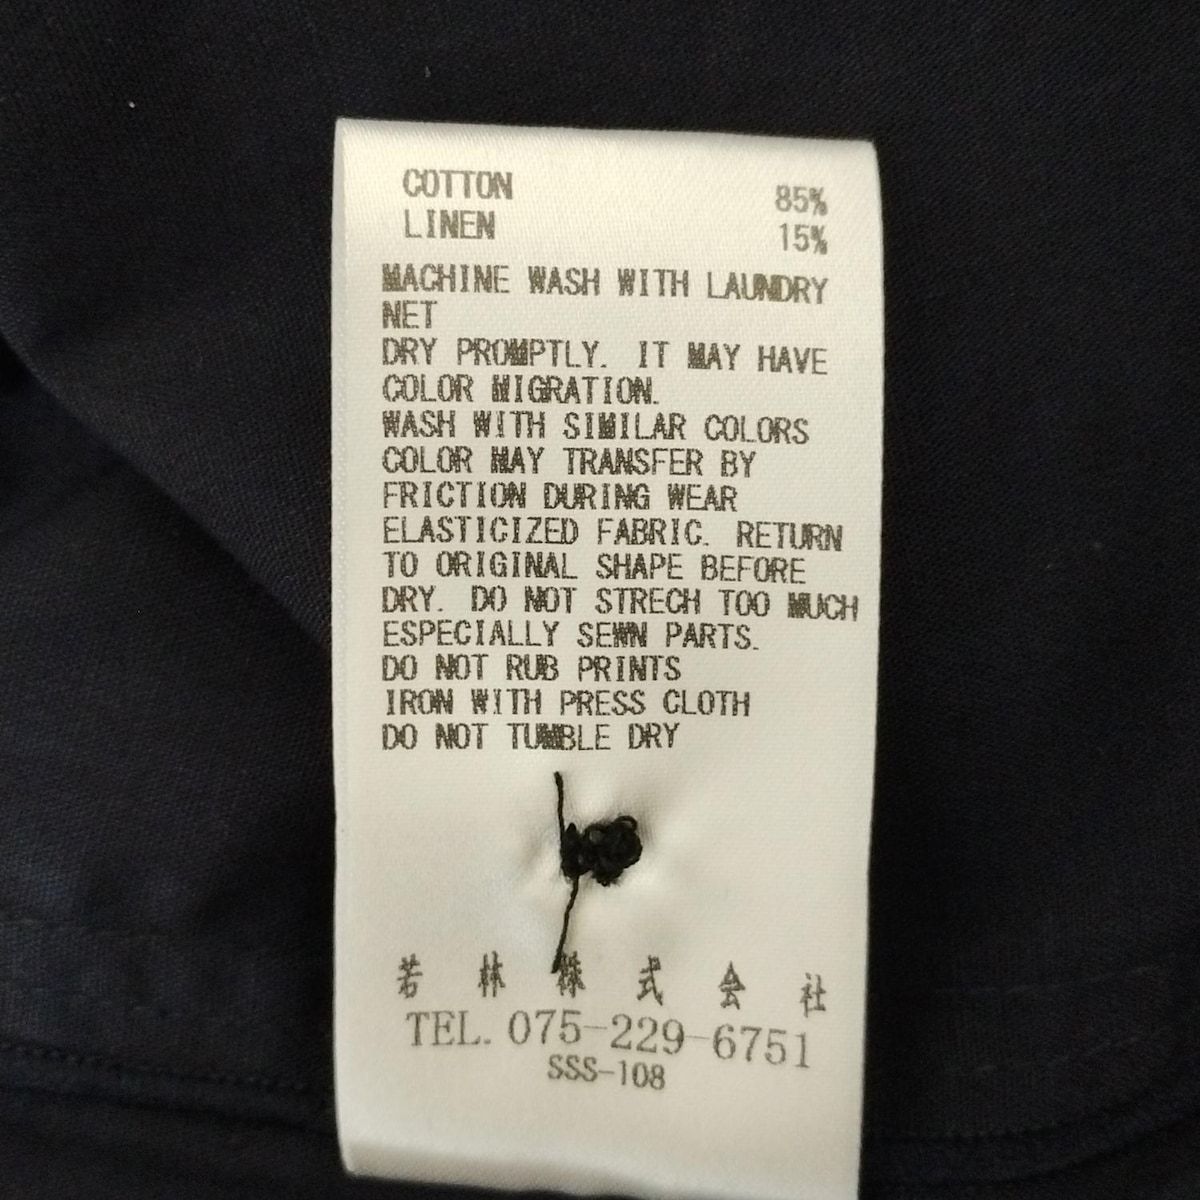 COTTON 85%
LINEN 15%
MACHINE WASH WITH LAUNDRY
NET
DRY PROMPTLY. IT MAY HAVE
COLOR MIGRATION.
WASH WITH SIMILAR COLORS
COLOR MAY TRANSFER BY
FRICTION DURING WEAR
ELASTICIZED FABRIC. RETURN
TO ORIGINAL SHAPE BEFORE
DRY. DO NOT STRECH TOO MUCH
ESPECIALLY SEWN PARTS.
DO NOT RUB PRINTS
IRON WITH PRESS CLOTH
DO NOT TUMBLE DRY
若林株式会社
TEL. 075-229-6751
SSS-108